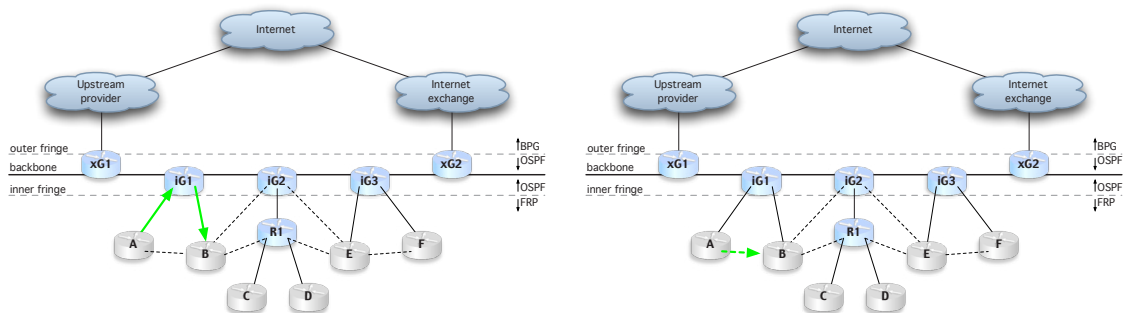 Internet
Upstream
provider
Internet
exchange
outer fringe
xG1
xG2
BPG
OSPF
backbone
inner fringe
iG1
iG2
iG3
OSPF
FRP
A
B
R1
E
F
C
D
Internet
Upstream
provider
Internet
exchange
outer fringe
xG1
xG2
BPG
OSPF
backbone
inner fringe
iG1
iG2
iG3
OSPF
FRP
A
B
R1
E
F
C
D